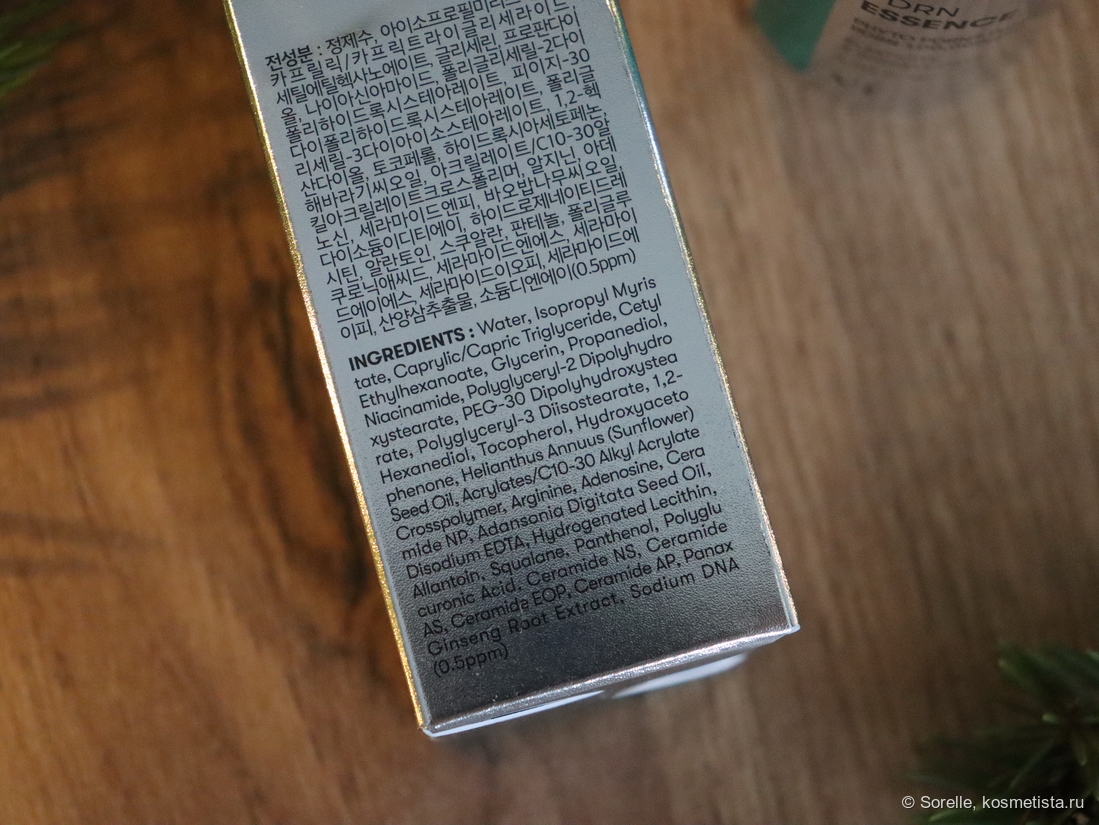 전성분 : 정제수, 아이소프로필미리스
카프릴릭/카프릭트라이글리세라이드,
세틸에틸헥사노에이트, 글리세린, 프로판다이
올, 나이아신아마이드, 폴리글리세릴-2다이
폴리하이드록시스테아레이트, 피이지-30
다이폴리하이드록시스테아레이트, 폴리글
리세릴-3다이아이소스테아레이트, 1,2-헥
산다이올, 토코페롤, 하이드록시아세토페논,
해바라기씨오일, 아크릴레이트/C10-30알
킬아크릴레이트크로스폴리머, 알지닌, 아데
노신, 세라마이드엔피, 바오밥나무씨오일,
다이소듐이디티에이, 하이드로제네이티드레
시틴, 알란토인, 스쿠알란, 판테놀, 폴리글루
쿠로닉애씨드, 세라마이드엔에스, 세라마이
드에이에스, 세라마이드이오피, 세라마이드에
이피, 산양삼추출물, 소듐디엔에이(0.5ppm)
INGREDIENTS : Water, Isopropyl Myris
tate, Caprylic/Capric Triglyceride, Cetyl
Ethylhexanoate, Glycerin, Propanediol,
Niacinamide, Polyglyceryl-2 Dipolyhydro
xystearate, PEG-30 Dipolyhydroxystea
rate, Polyglyceryl-3 Diisostearate, 1,2-
Hexanediol, Tocopherol, Hydroxyaceto
phenone, Helianthus Annuus (Sunflower)
Seed Oil, Acrylates/C10-30 Alkyl Acrylate
Crosspolymer, Arginine, Adenosine, Cera
mide NP, Adansonia Digitata Seed Oil,
Disodium EDTA, Hydrogenated Lecithin,
Allantoin, Squalane, Panthenol, Polyglu
curonic Acid, Ceramide NS, Ceramide
AS, Ceramide EOP, Ceramide AP, Panax
Ginseng Root Extract, Sodium DNA
(0.5ppm)
DRN
ESSENCE
© Sorelle, kosmetista.ru